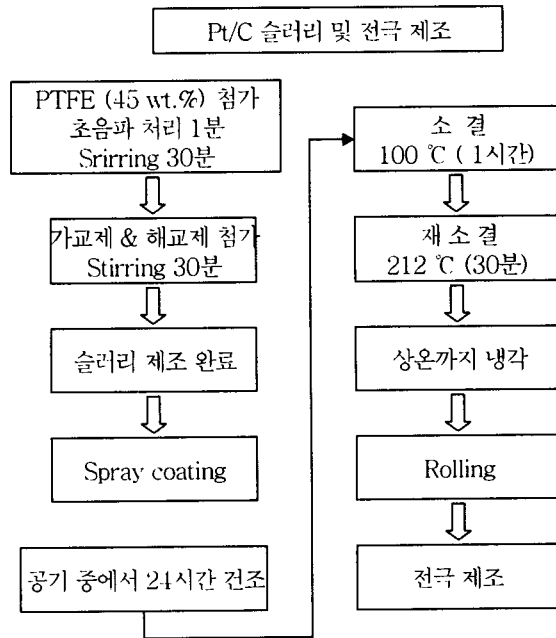 Pt/C 슬러리 및 전극 제조
PTFE (45 wt.%) 첨가
초음파 처리 1분
Srirring 30분
가교제 & 해교제 첨가
Stirring 30분
슬러리 제조 완료
Spray coating
공기 중에서 24시간 건조
소 결
100 ℃ ( 1시간)
재 소 결
212 ℃ (30분)
상온까지 냉각
Rolling
전극 제조